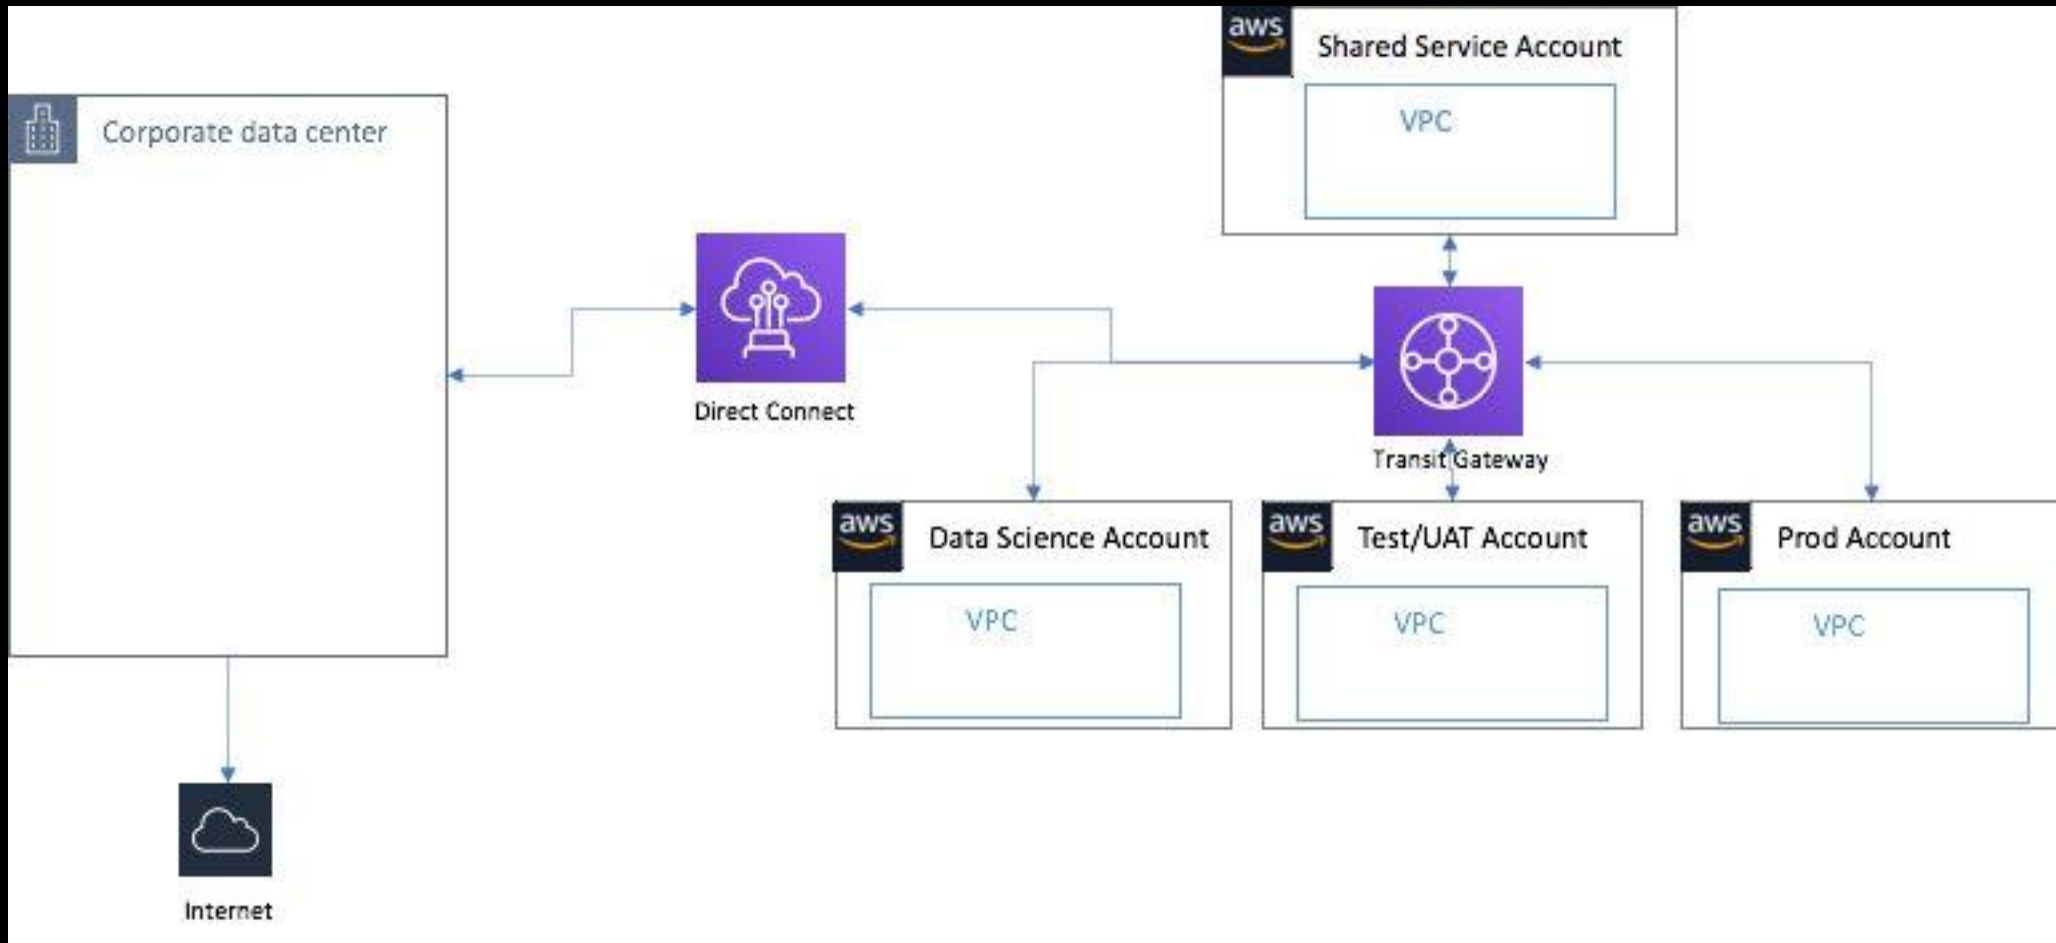 aws
Shared Service Account
VPC
Corporate data center
Direct Connect
Transit Gateway
aws
Data Science Account
VPC
aws
Test/UAT Account
VPC
aws
Prod Account
VPC
Internet